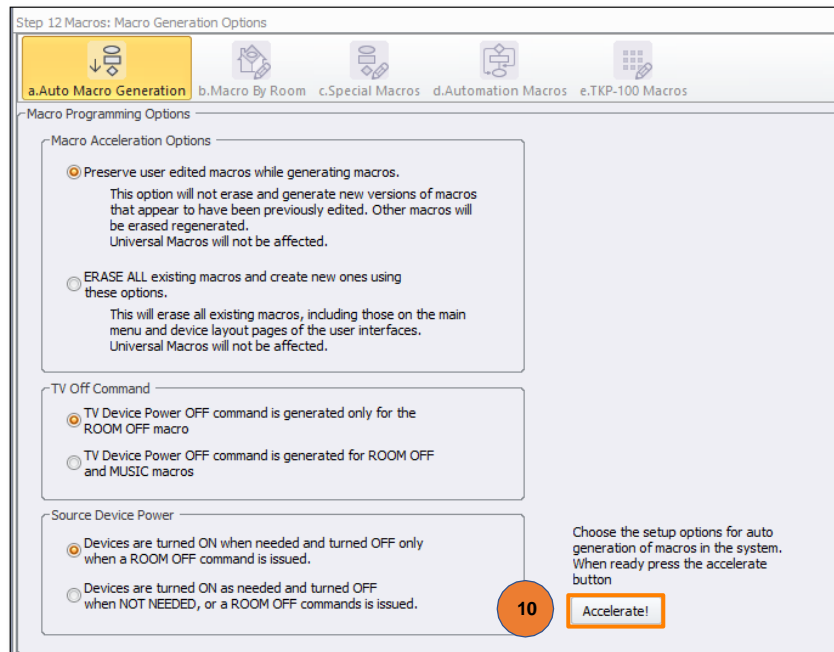 Step 12 Macros: Macro Generation Options
a.Auto Macro Generation b.Macro By Room c.Special Macros d.Automation Macros e.TKP-100 Macros
Macro Programming Options
Macro Acceleration Options
Preserve user edited macros while generating macros.
This option will not erase and generate new versions of macros
that appear to have been previously edited. Other macros will
be erased regenerated.
Universal Macros will not be affected.
ERASE ALL existing macros and create new ones using
these options.
This will erase all existing macros, including those on the main
menu and device layout pages of the user interfaces.
Universal Macros will not be affected.
TV Off Command
TV Device Power OFF command is generated only for the
ROOM OFF macro
TV Device Power OFF command is generated for ROOM OFF
and MUSIC macros
Source Device Power
Devices are turned ON when needed and turned OFF only
when a ROOM OFF command is issued.
Devices are turned ON as needed and turned OFF
when NOT NEEDED, or a ROOM OFF commands is issued.
Choose the setup options for auto
generation of macros in the system.
When ready press the accelerate
button
10
Accelerate!